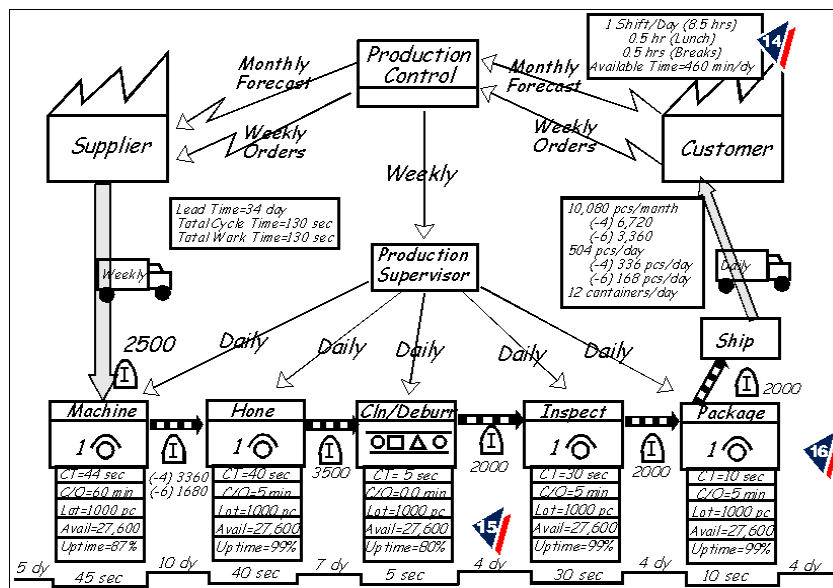 1 Shift/Day (8.5 hrs)
0.5 hr (Lunch)
0.5 hrs (Breaks)
Available Time=460 min/dy
14
Production
Control
Monthly
Forecast
Monthly
Forecast
Supplier
Weekly
Orders
Weekly
Orders
Customer
Weekly
Lead Time=34 day
Total Cycle Time=130 sec
Total Work Time=130 sec
10,080 pcs/month
(-4) 6,720
(-6) 3,360
504 pcs/day
(-4) 336 pcs/day
(-6) 168 pcs/day
12 containers/day
Weekly
Production
Supervisor
Daily
Ship
2500
I
Daily
Daily
Daily
Daily
Daily
I
2000
Machine
Hone
Cln/Deburr
Inspect
Package
1
I
1
I
I
1
I
1
16
3500
2000
2000
CT=44 sec
C/O=60 min
Lot=1000 pc
Avail=27,600
Uptime=87%
(-4) 3360
(-6) 1680
CT=40 sec
C/O=5 min
Lot=1000 pc
Avail=27,600
Uptime=99%
CT= 5 sec
C/O=0.0 min
Lot=1000 pc
Avail=27,600
Uptime=80%
15
CT=30 sec
C/O=5 min
Lot=1000 pc
Avail=27,600
Uptime=99%
CT=10 sec
C/O=5 min
Lot=1000 pc
Avail=27,600
Uptime=99%
5 dy
45 sec
10 dy
40 sec
7 dy
5 sec
4 dy
30 sec
4 dy
10 sec
4 dy